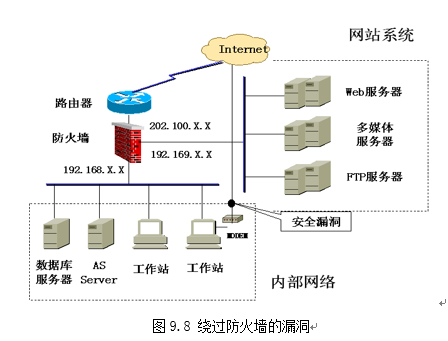 网站系统
Internet
路由器
Web服务器
防火墙
202.100.X.X
多媒体
服务器
192.169.X.X
192.168.X.X
FTP服务器
安全漏洞
MODEM
数据库
服务器
AS
Server
工作站
工作站
内部网络
图 9.8 绕过防火墙的漏洞